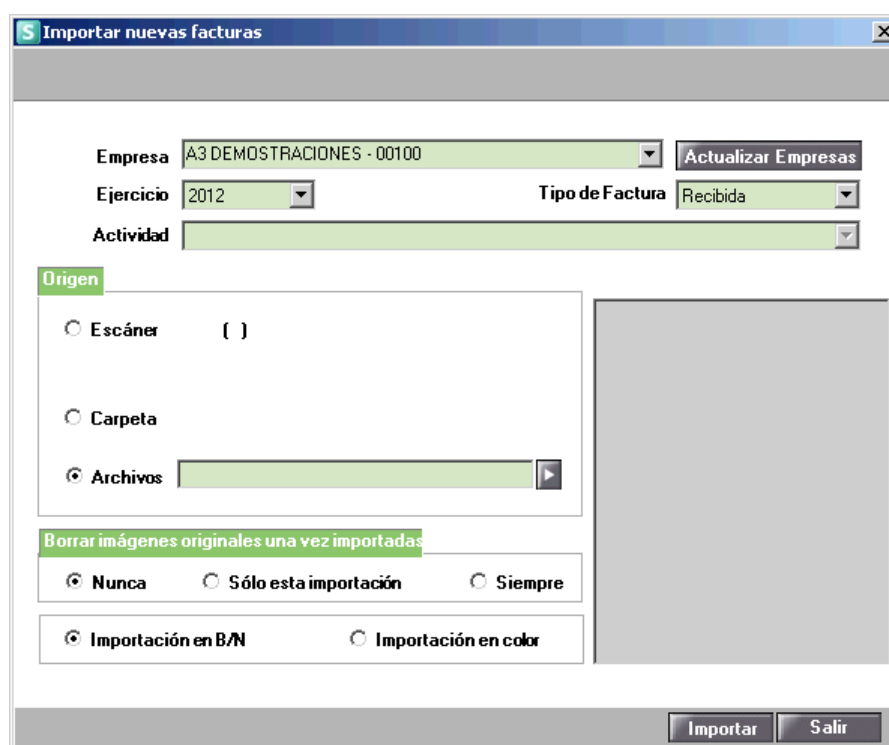 S Importar nuevas facturas
Empresa A3 DEMOSTRACIONES - 00100 Actualizar Empresas
Ejercicio 2012 Tipo de Factura Recibida
Actividad
Origen
Escáner ( )
Carpeta
Archivos
Borrar imágenes originales una vez importadas
Nunca Sólo esta importación Siempre
Importación en B/N Importación en color
Importar Salir